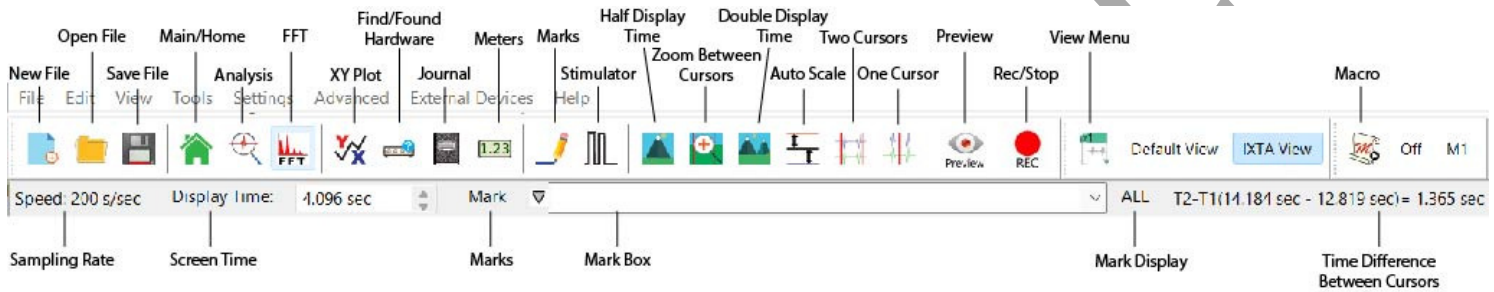 Find/Found
Hardware
Half Display
Time
Double Display
Time
Open File
Main/Home
FFT
Meters
Marks
Two Cursors
Preview
View Menu
Zoom Between
Cursors
New File
Save File
Analysis
XY Plot
Journal
Stimulator
Auto Scale
One Cursor
Rec/Stop
Macro
File Edit View Tools Settings Advanced External Devices Help
FFT
Y X
1.23
Preview
REC
Default View
IXTA View
Off
M1
Speed: 200 s/sec
Display Time:
4.096 sec
Mark
ALL
T2-T1(14.184 sec - 12.819 sec)= 1.365 sec
Sampling Rate
Screen Time
Marks
Mark Box
Mark Display
Time Difference
Between Cursors